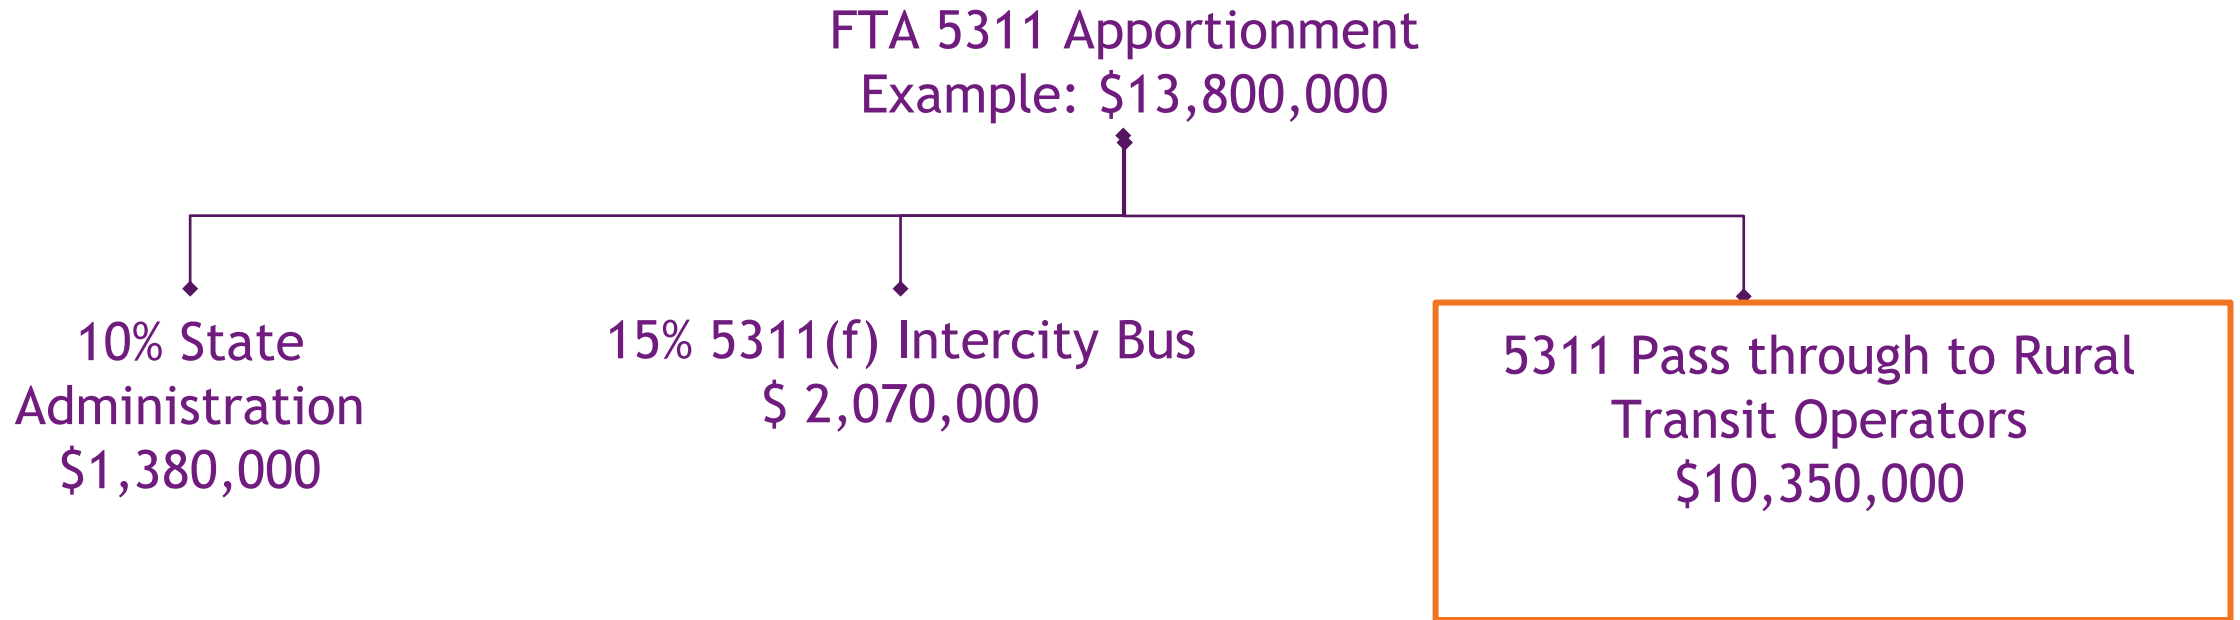 FTA 5311 Apportionment
Example: $13,800,000
10% State
Administration
$1,380,000
15% 5311(f) Intercity Bus
$ 2,070,000
5311 Pass through to Rural
Transit Operators
$10,350,000